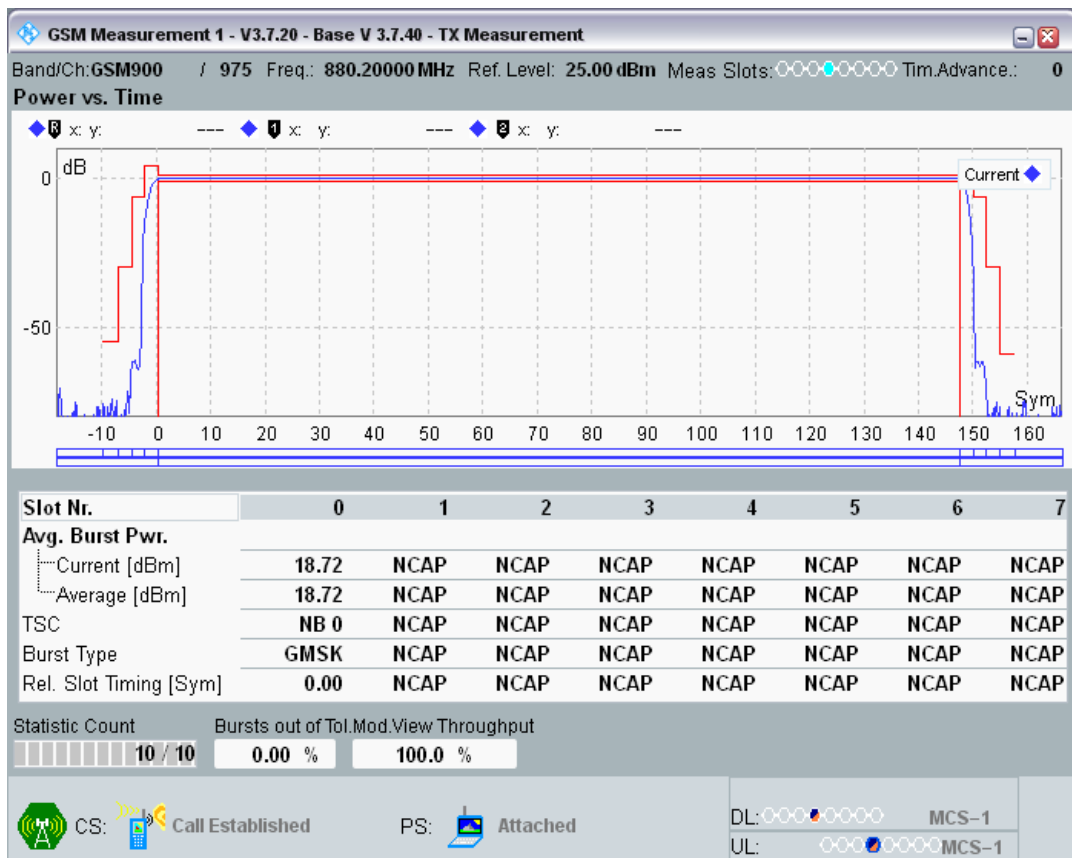 GSM Measurement 1 - V3.7.20 - Base V 3.7.40 - TX Measurement
Band/Ch:GSM900 / 975 Freq.: 880.20000 MHz Ref. Level: 25.00 dBm Meas Slots: Tim.Advance.: 0
Power vs. Time
R x: y: --- 1 x: y: --- 2 x: y: ---
dB
Current
0
-50
Sym
-10 0 10 20 30 40 50 60 70 80 90 100 110 120 130 140 150 160
Slot Nr. 0 1 2 3 4 5 6 7
Avg. Burst Pwr.
Current [dBm] 18.72 NCAP NCAP NCAP NCAP NCAP NCAP NCAP
Average [dBm] 18.72 NCAP NCAP NCAP NCAP NCAP NCAP NCAP
TSC NB 0 NCAP NCAP NCAP NCAP NCAP NCAP NCAP
Burst Type GMSK NCAP NCAP NCAP NCAP NCAP NCAP NCAP
Rel. Slot Timing [Sym] 0.00 NCAP NCAP NCAP NCAP NCAP NCAP NCAP
Statistic Count Bursts out of Tol.Mod.View Throughput
10 / 10 0.00 % 100.0 %
CS: Call Established PS: Attached
DL: MCS-1
UL: MCS-1